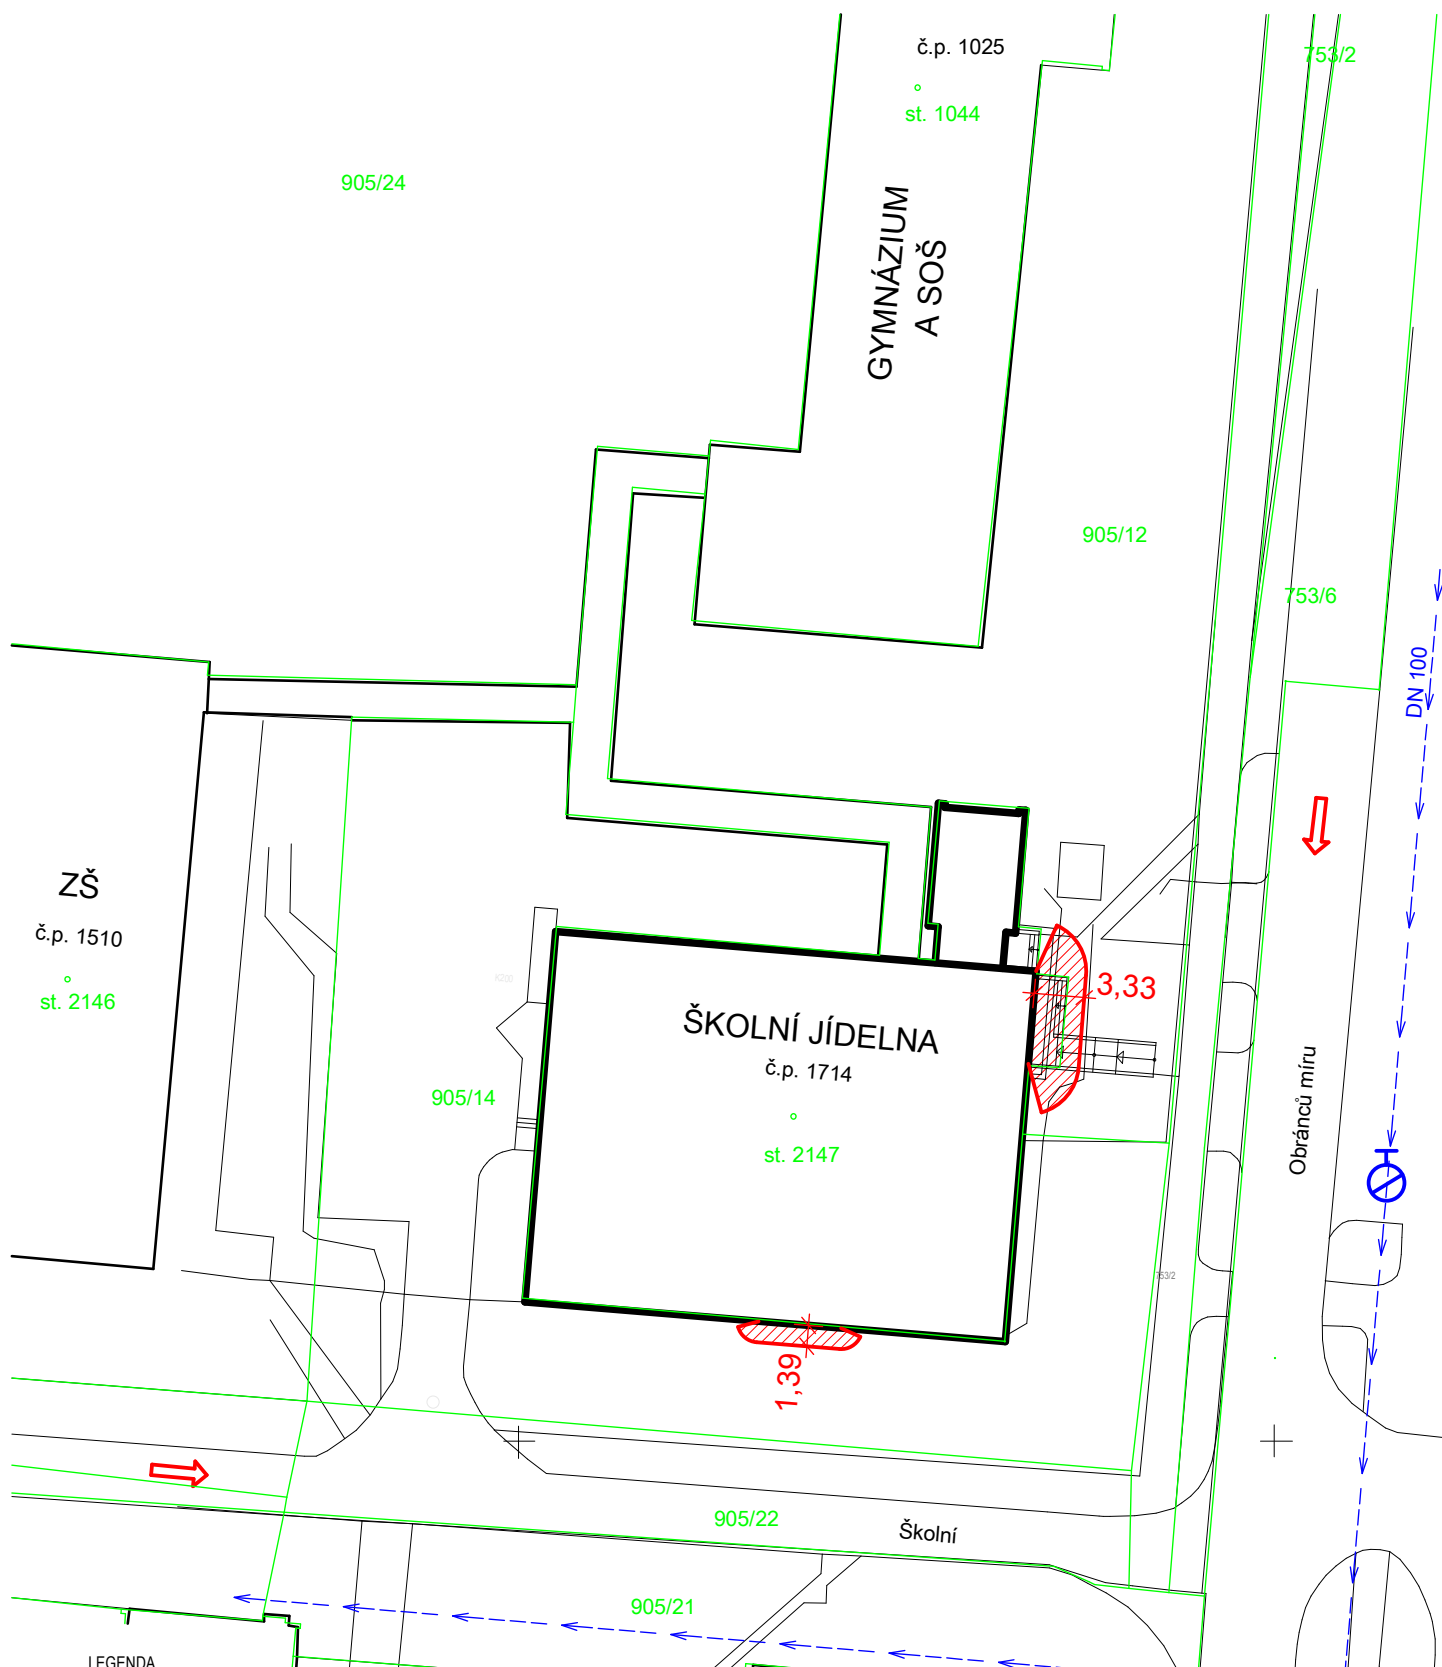 č.p. 1025
753/2
st. 1044
905/24
GYMNÁZIUM
A SOŠ
905/12
753/6
DN 100
ZŠ
č.p. 1510
st. 2146
3,33
ŠKOLNÍ JÍDELNA
č.p. 1714
905/14
st. 2147
Obránců míru
753/2
1,39
905/22
Školní
905/21
LEGENDA